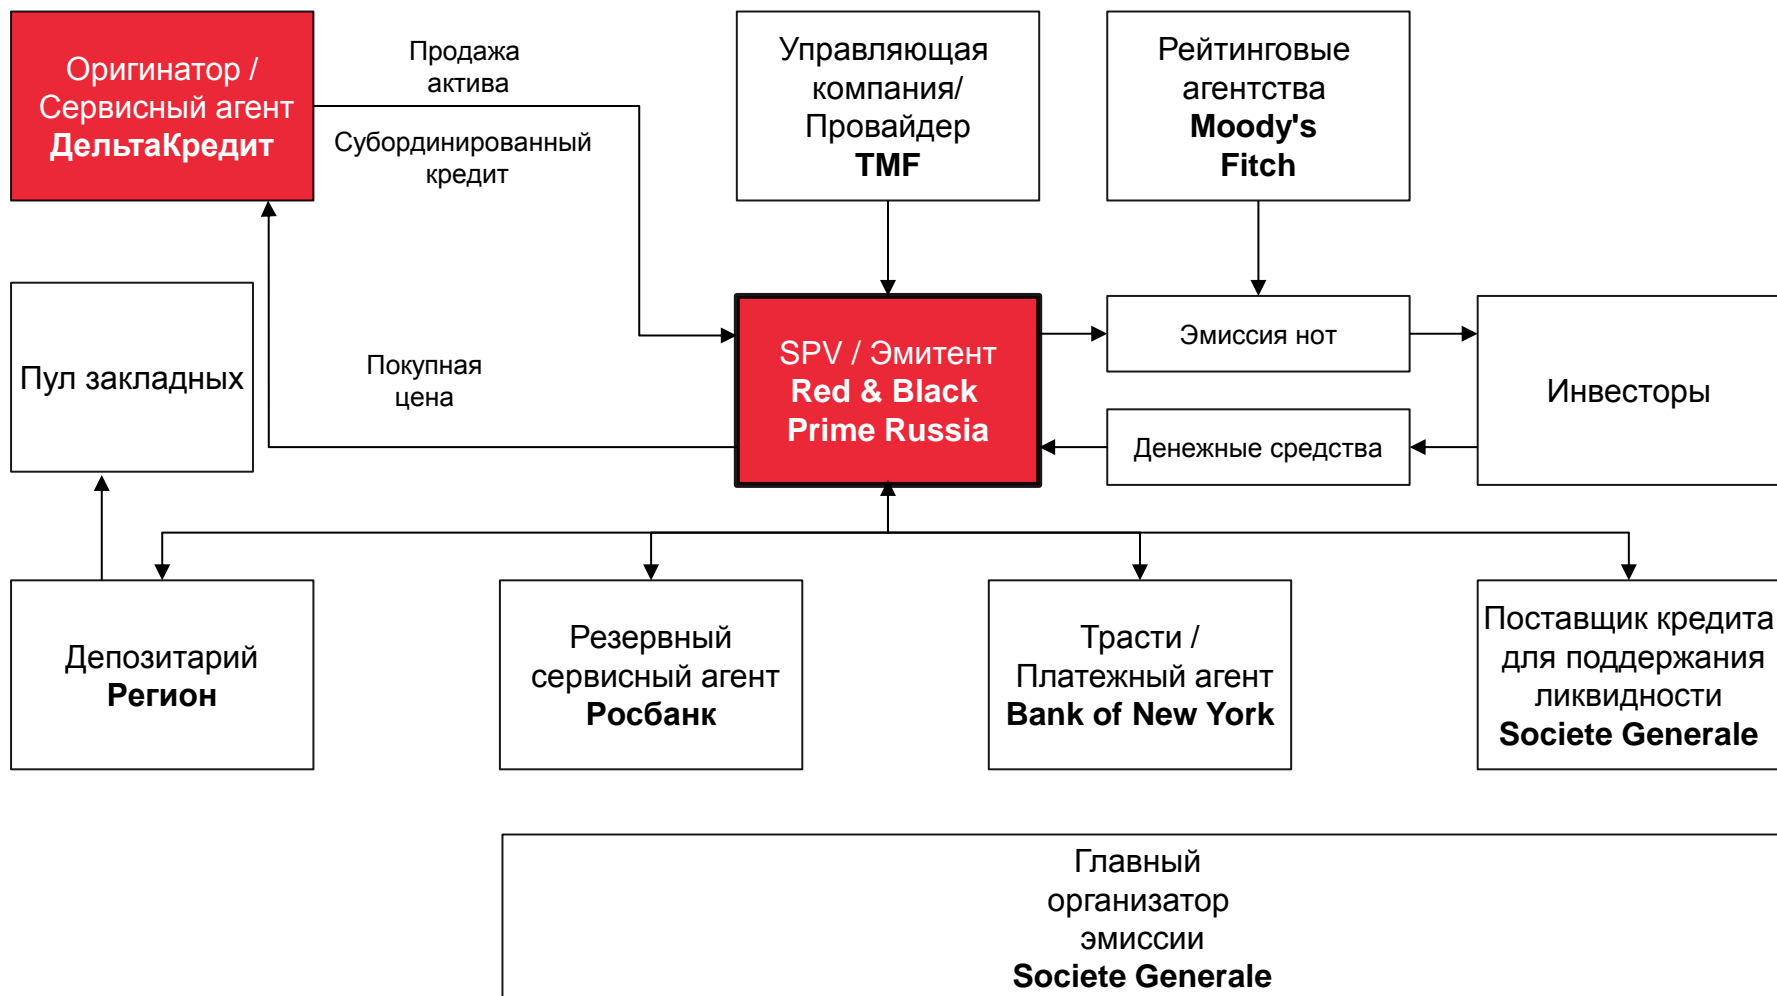 Оригинатор /
Сервисный агент
ДельтаКредит
Продажа
актива
Субординированный
кредит
Управляющая
компания/
Провайдер
TMF
Рейтинговые
агентства
Moody's
Fitch
Пул закладных
Покупная
цена
SPV / Эмитент
Red & Black
Prime Russia
Эмиссия нот
Денежные средства
Инвесторы
Депозитарий
Регион
Резервный
сервисный агент
Росбанк
Трасти /
Платежный агент
Bank of New York
Поставщик кредита
для поддержания
ликвидности
Societe Generale
Главный
организатор
эмиссии
Societe Generale